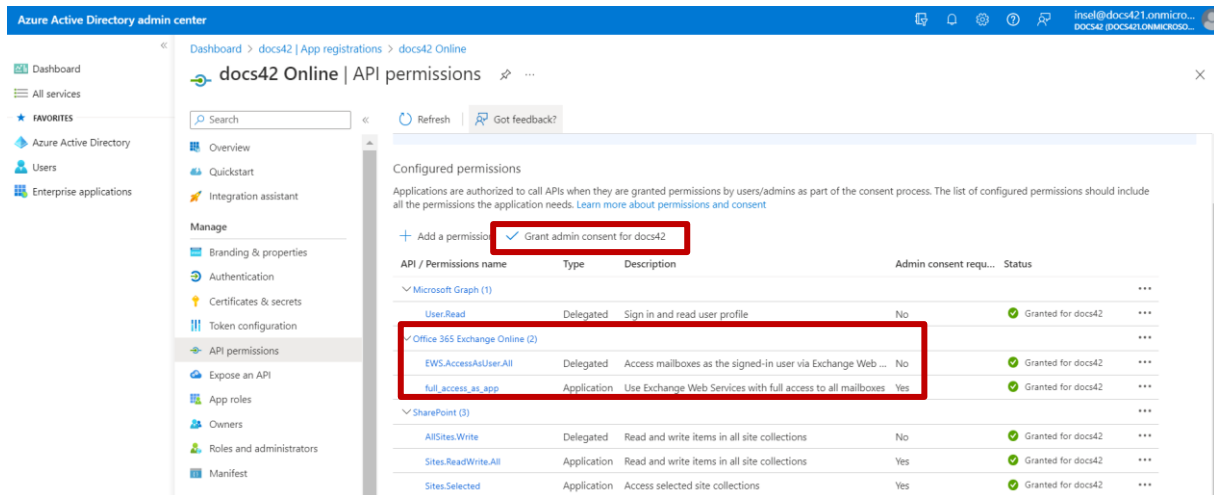 Azure Active Directory admin center
insel@docs421.onmicro...
DOCS42 (DOCS421.ONMICROSO...
Dashboard > docs42 | App registrations > docs42 Online
docs42 Online | API permissions
Dashboard
All services
FAVORITES
Azure Active Directory
Users
Enterprise applications
Search
Overview
Quickstart
Integration assistant
Manage
Branding & properties
Authentication
Certificates & secrets
Token configuration
API permissions
Expose an API
App roles
Owners
Roles and administrators
Manifest
Refresh Got feedback?
Configured permissions
Applications are authorized to call APIs when they are granted permissions by users/admins as part of the consent process. The list of configured permissions should include
all the permissions the application needs. Learn more about permissions and consent
Add a permission Grant admin consent for docs42
API / Permissions name Type Description Admin consent requ... Status
Microsoft Graph (1)
User.Read Delegated Sign in and read user profile No Granted for docs42
Office 365 Exchange Online (2)
EWS.AccessAsUser.All Delegated Access mailboxes as the signed-in user via Exchange Web ... No Granted for docs42
full_access_as_app Application Use Exchange Web Services with full access to all mailboxes Yes Granted for docs42
SharePoint (3)
AllSites.Write Delegated Read and write items in all site collections No Granted for docs42
Sites.ReadWrite.All Application Read and write items in all site collections Yes Granted for docs42
Sites.Selected Application Access selected site collections Yes Granted for docs42